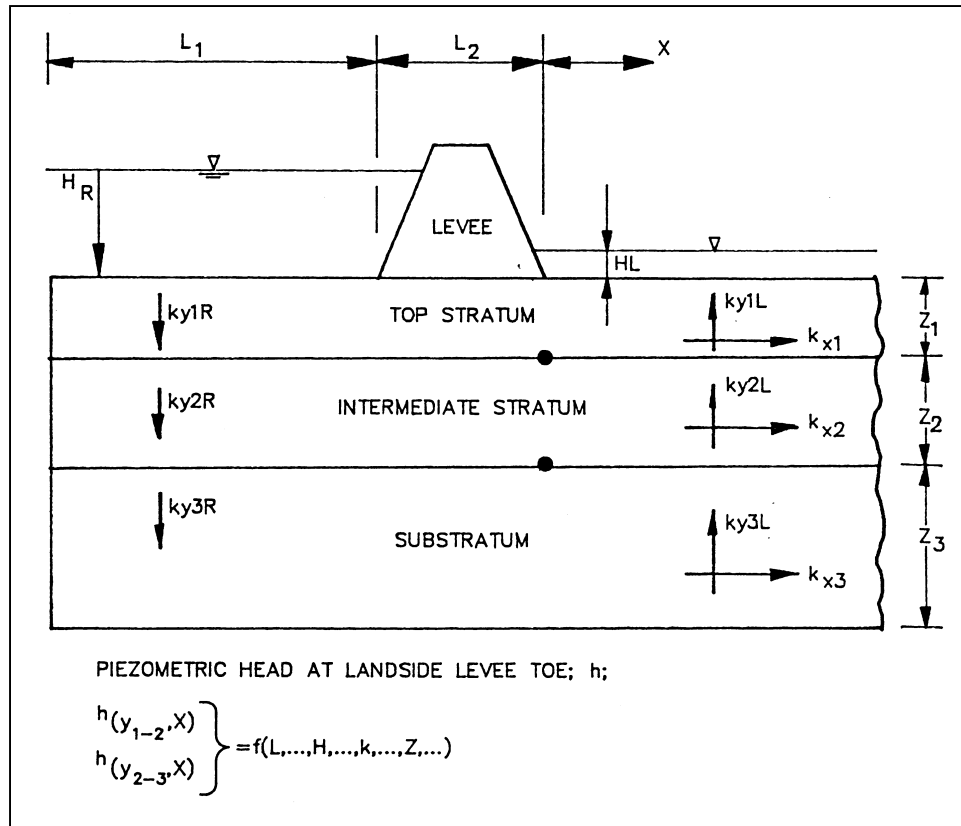 L1 L2 X
HR
LEVEE
HL
ky1R TOP STRATUM ky1L kx1 Z1
ky2R INTERMEDIATE STRATUM ky2L kx2 Z2
ky3R SUBSTRATUM ky3L kx3 Z3
PIEZOMETRIC HEAD AT LANDSIDE LEVEE TOE; h;
h(y1-2,X)
h(y2-3,X)
=f(L,...,H,...,k,...,Z,...)